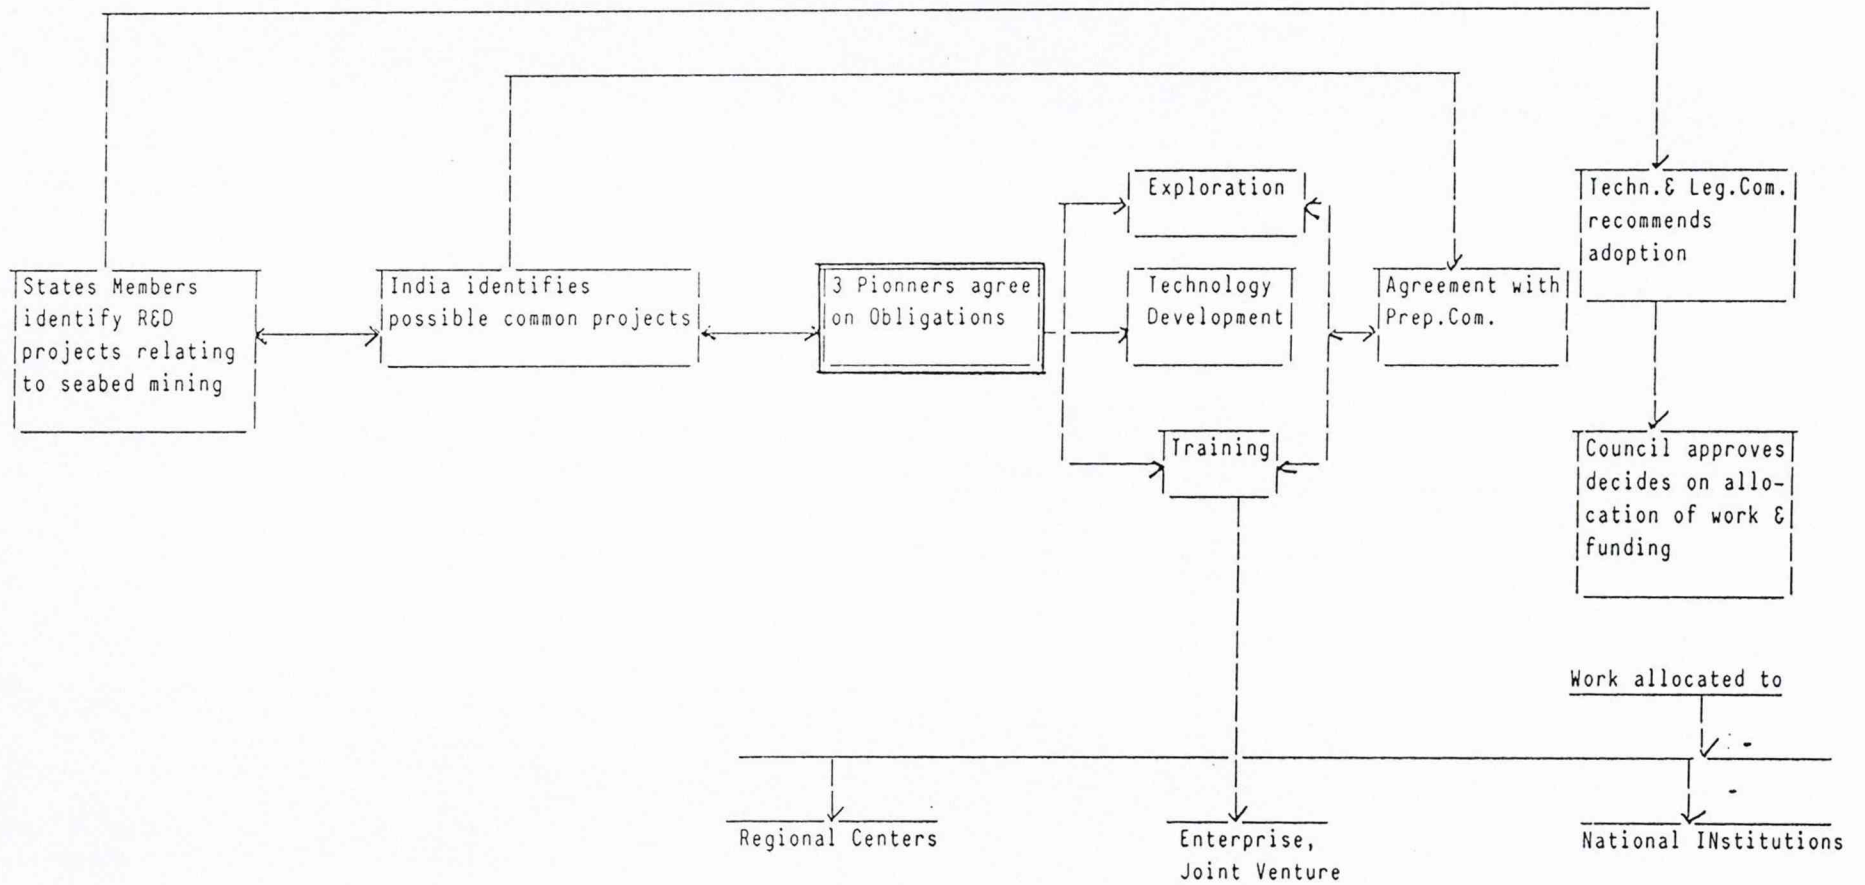 States Members
identify R&D
projects relating
to seabed mining
India identifies
possible common projects
3 Pionners agree
on Obligations
Exploration
Technology
Development
Training
Agreement with
Prep.Com.
Techn.& Leg.Com.
recommends
adoption
Council approves
decides on allo-
cation of work &
funding
Work allocated to
Regional Centers
Enterprise,
Joint Venture
National INstitutions